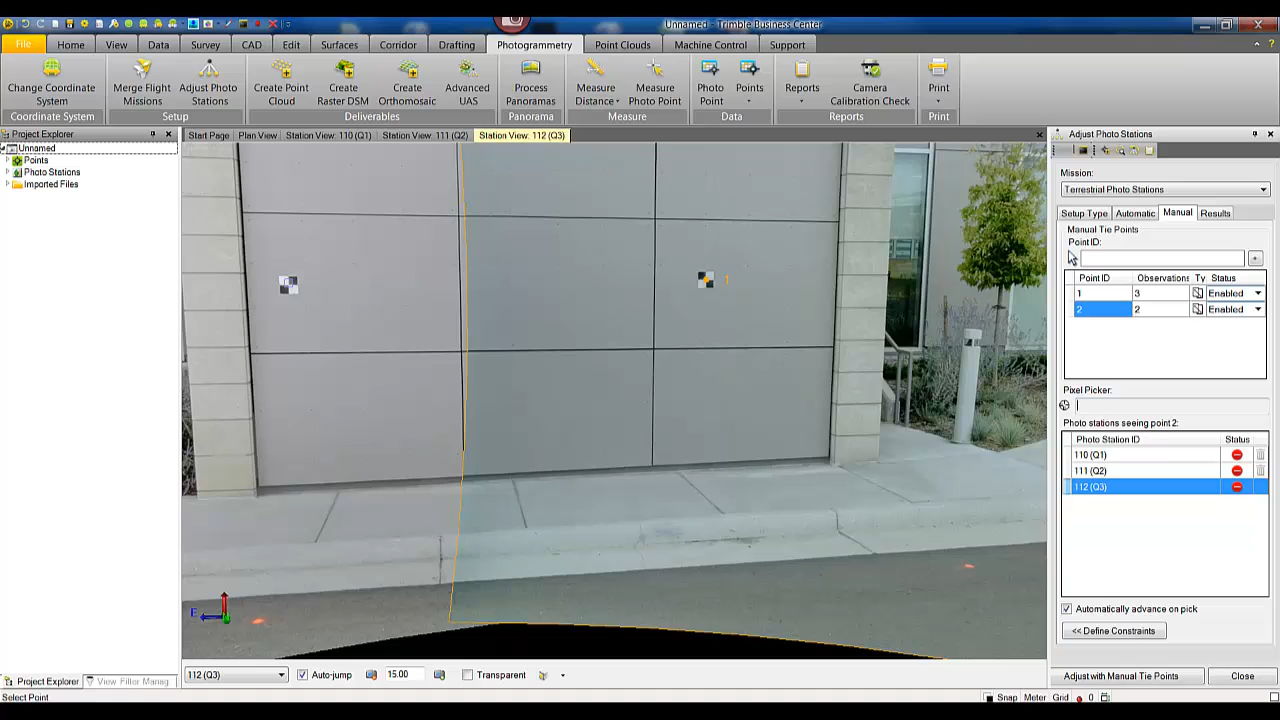 Unnamed - Trimble Business Center
File Home View Data Survey CAD Edit Surfaces Corridor Drafting Photogrammetry Point Clouds Machine Control Support
Change Coordinate System
Merge Flight Missions
Adjust Photo Stations
Create Point Cloud
Create Raster DSM
Create Orthomosaic
Advanced UAS
Process Panoramas
Measure Distance
Measure Photo Point
Photo Point
Points
Reports
Camera Calibration Check
Print
Coordinate System Setup Deliverables Panorama Measure Data Reports Print
Project Explorer
Unnamed
Points
Photo Stations
Imported Files
Start Page Plan View Station View: 110 (Q1) Station View: 111 (Q2) Station View: 112 (Q3)
1
E
Adjust Photo Stations
Mission:
Terrestrial Photo Stations
Setup Type Automatic Manual Results
Manual Tie Points
Point ID:
Point ID Observations Ty Status
1 3 Enabled
2 2 Enabled
Pixel Picker:
Photo stations seeing point 2:
Photo Station ID Status
110 (Q1)
111 (Q2)
112 (Q3)
Automatically advance on pick
<< Define Constraints
Adjust with Manual Tie Points Close
112 (Q3) Auto-jump 15.00 Transparent
Project Explorer View Filter Manag
Select Point
Snap Meter Grid 0